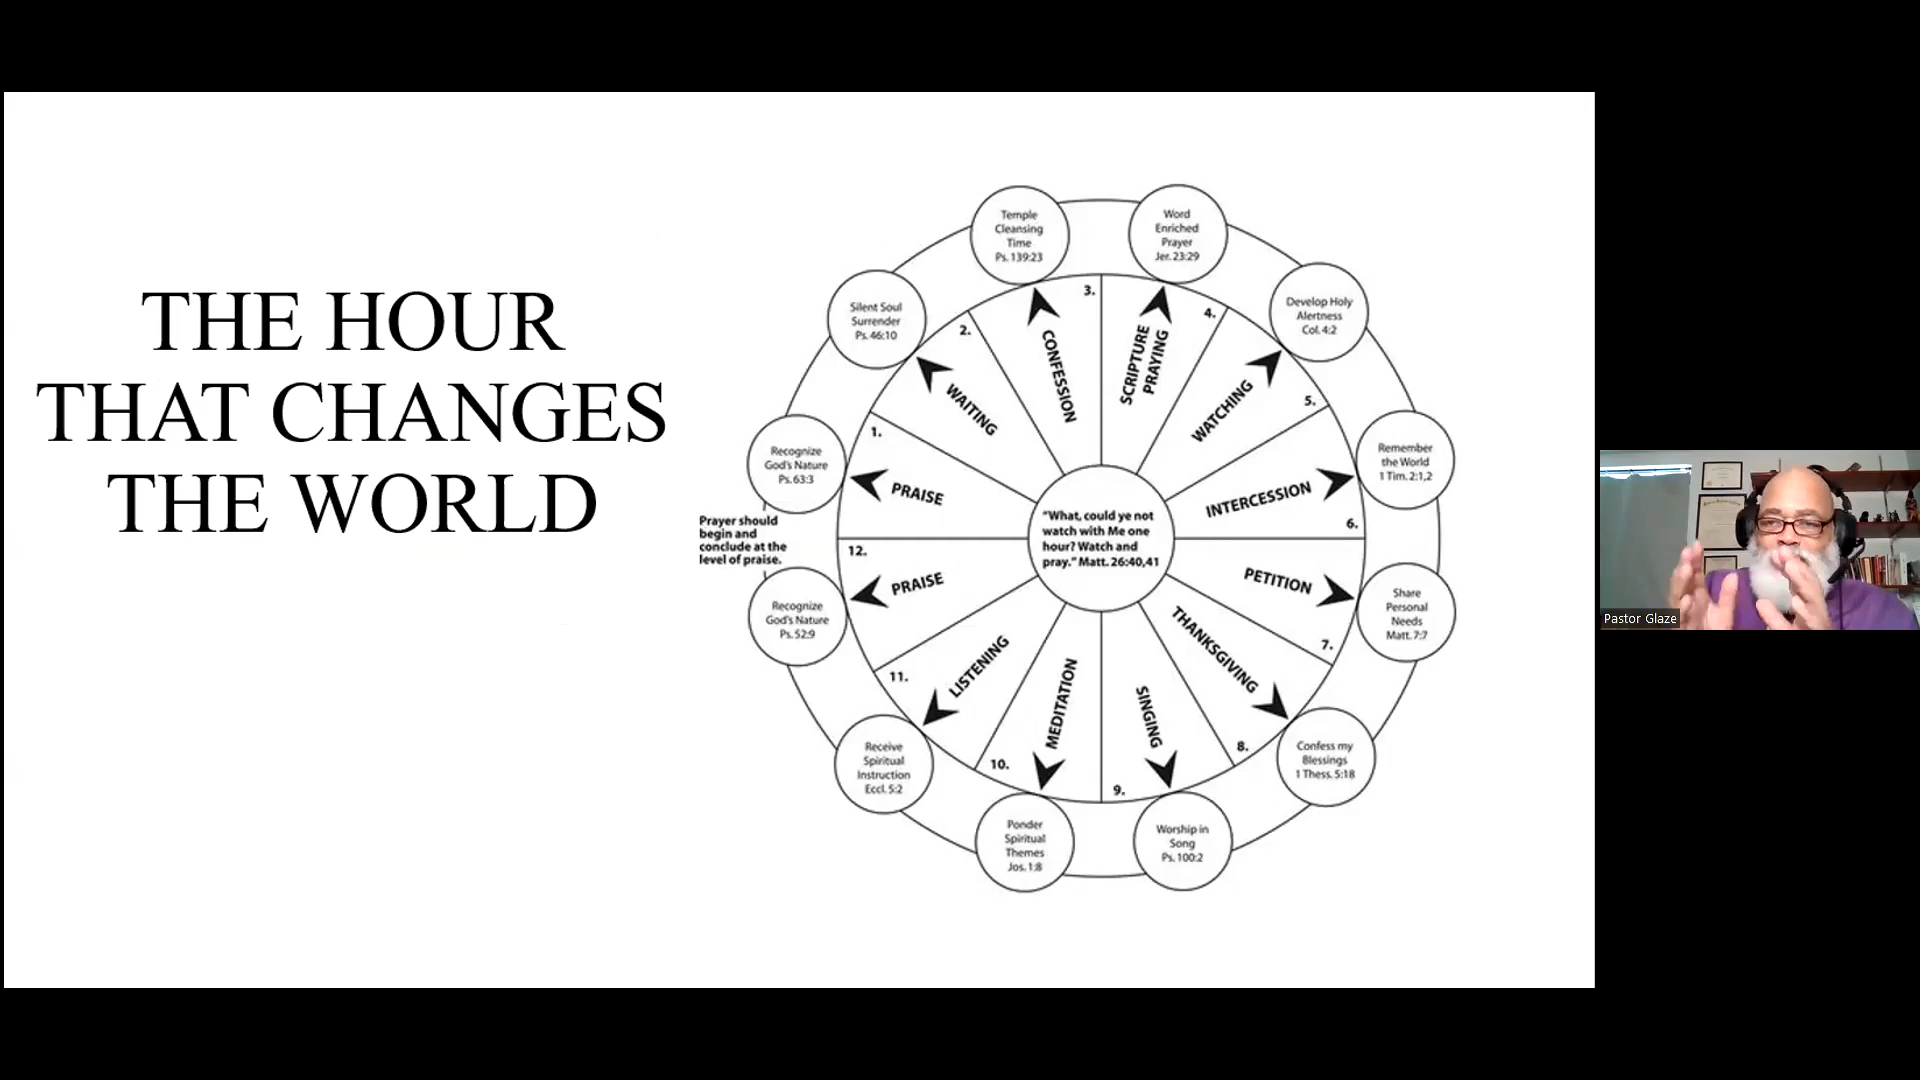 THE HOUR
THAT CHANGES
THE WORLD
1.
PRAISE
Recognize
God's Nature
Ps. 63:3
2.
WAITING
Silent Soul
Surrender
Ps. 46:10
3.
CONFESSION
Temple
Cleansing
Time
Ps. 139:23
4.
SCRIPTURE
PRAYING
Word
Enriched
Prayer
Jer. 23:29
5.
WATCHING
Develop Holy
Alertness
Col. 4:2
6.
INTERCESSION
Remember
the World
1 Tim. 2:1,2
7.
PETITION
Share
Personal
Needs
Matt. 7:7
8.
THANKSGIVING
Confess my
Blessings
1 Thess. 5:18
9.
SINGING
Worship in
Song
Ps. 100:2
10.
MEDITATION
Ponder
Spiritual
Themes
Jos. 1:8
11.
LISTENING
Receive
Spiritual
Instruction
Eccl. 5:2
12.
PRAISE
Recognize
God's Nature
Ps. 52:9
Prayer should
begin and
conclude at the
level of praise.
"What, could ye not
watch with Me one
hour? Watch and
pray." Matt. 26:40,41
Pastor Glaze